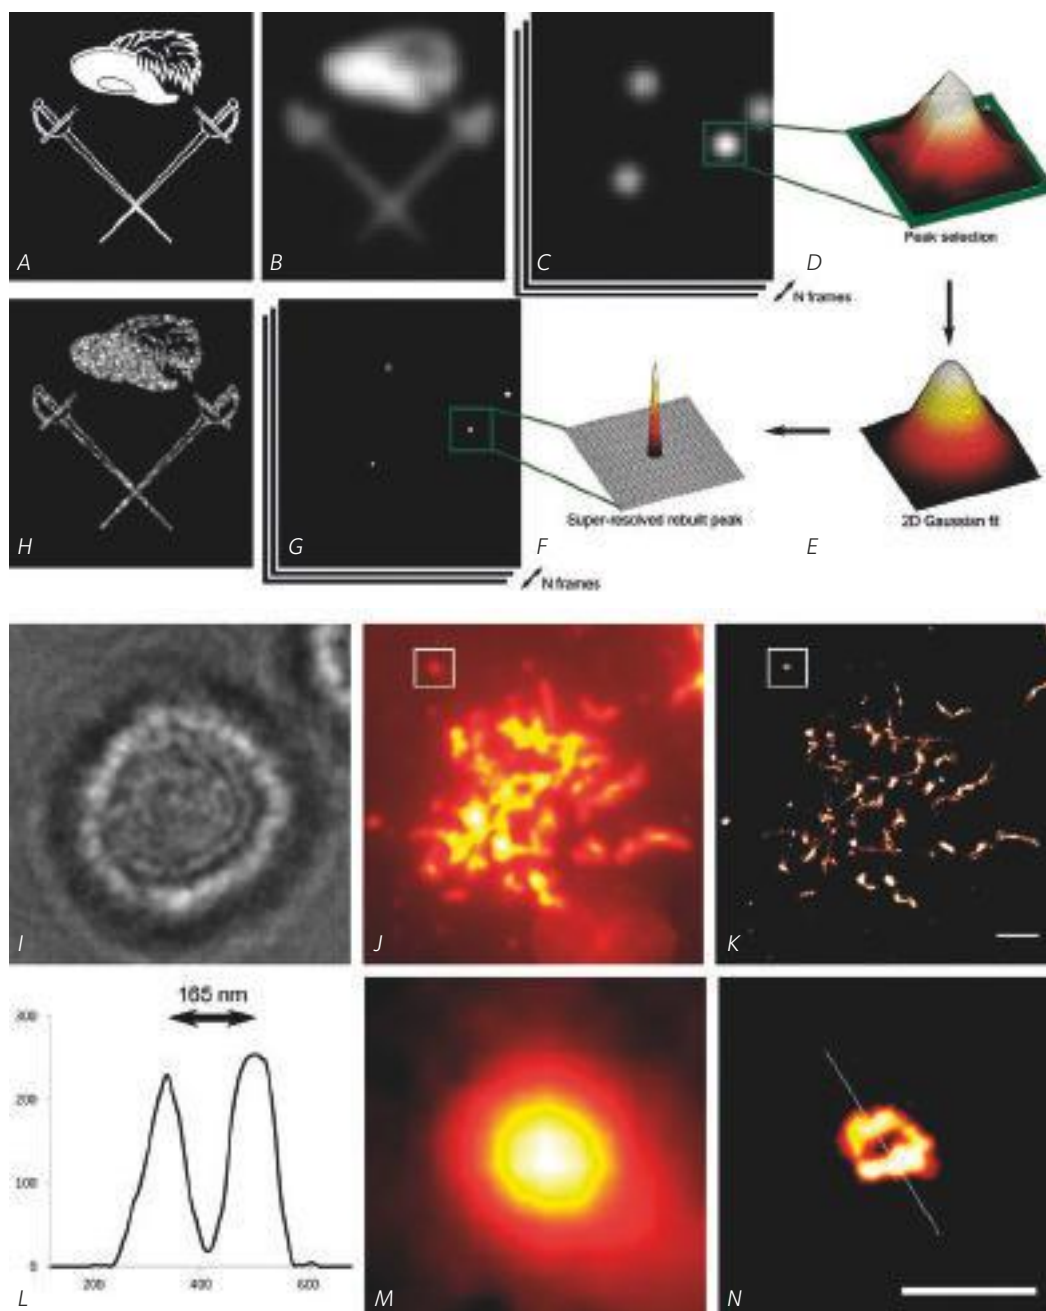 A
B
C
D
Peak selection
N frames
H
G
F
E
Super-resolved rebuilt peak
2D Gaussian fit
N frames
I
J
K
165 nm
300
200
100
0
200
400
600
L
M
N